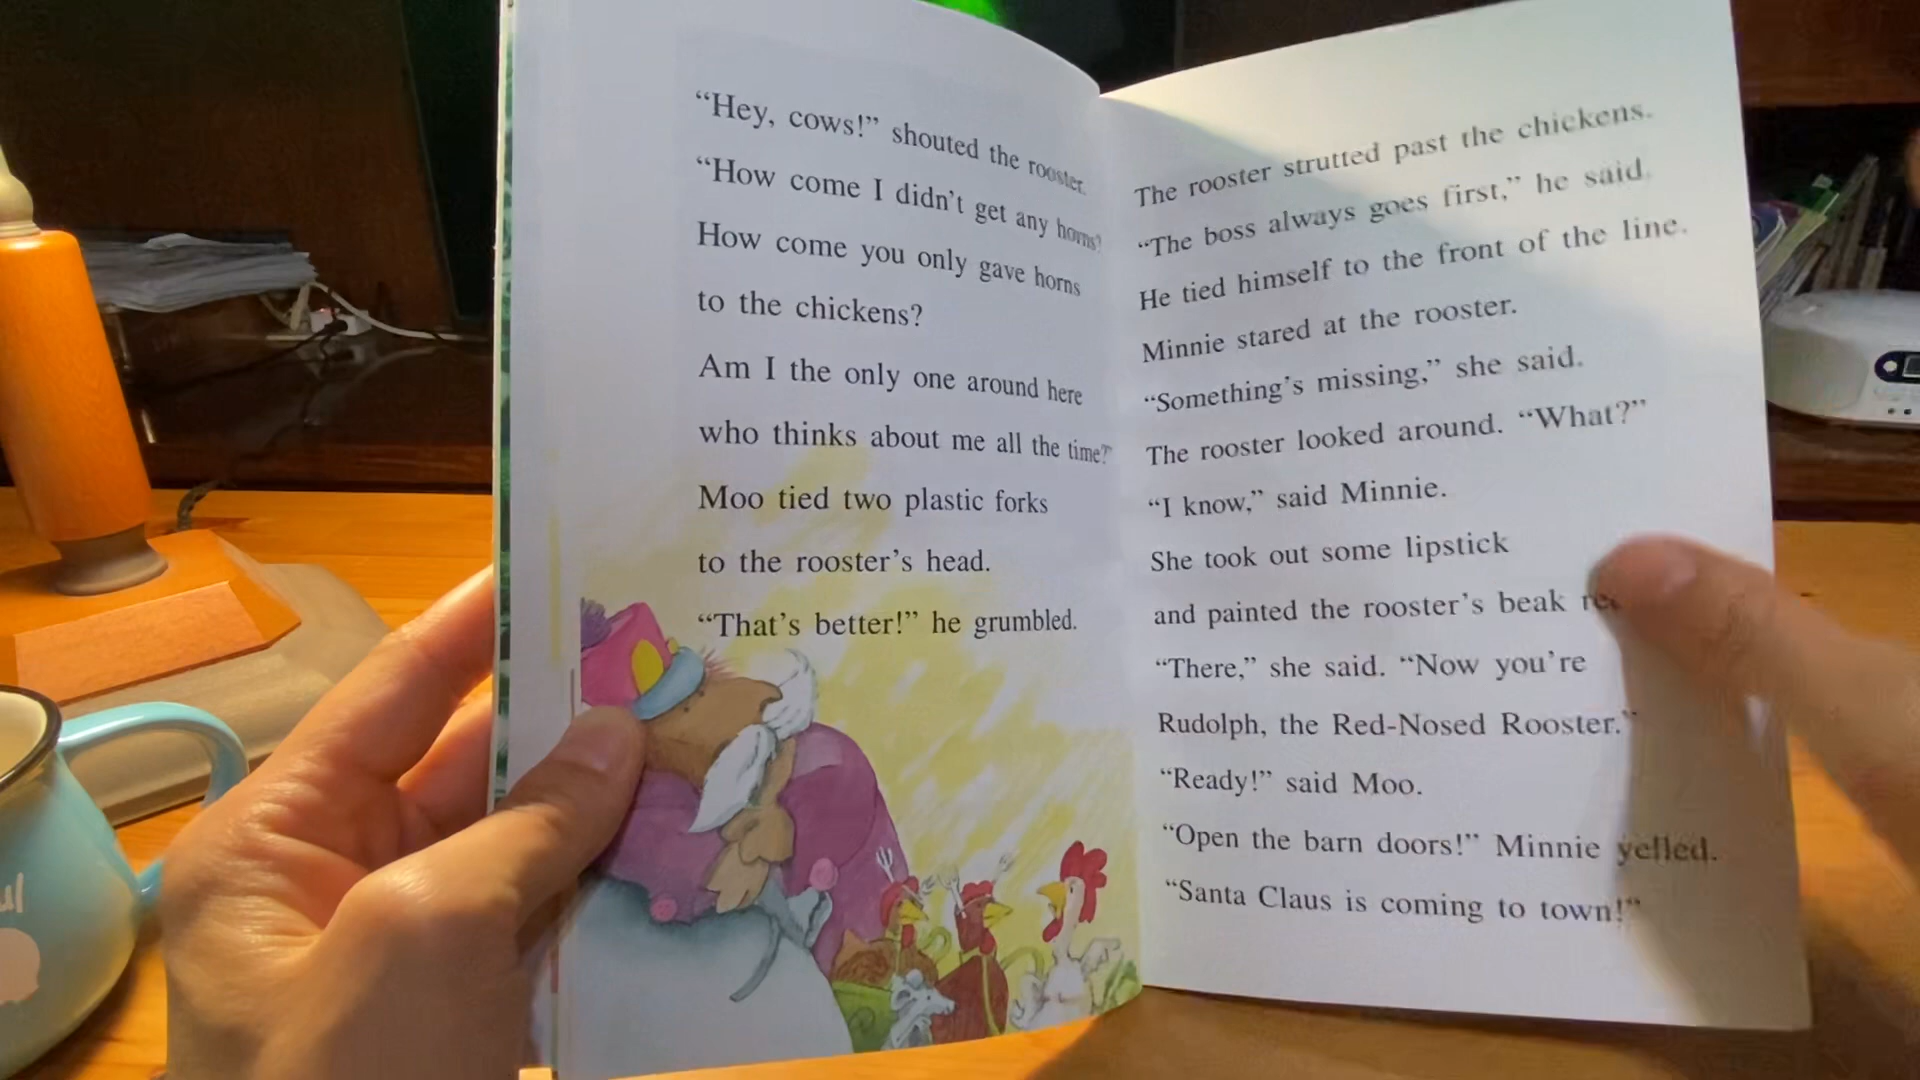 “Hey, cows!” shouted the rooster.
“How come I didn’t get any horns?
How come you only gave horns
to the chickens?
Am I the only one around here
who thinks about me all the time?”
Moo tied two plastic forks
to the rooster’s head.
“That’s better!” he grumbled.
The rooster strutted past the chickens.
“The boss always goes first,” he said.
He tied himself to the front of the line.
Minnie stared at the rooster.
“Something’s missing,” she said.
The rooster looked around. “What?”
“I know,” said Minnie.
She took out some lipstick
and painted the rooster’s beak
“There,” she said. “Now you’re
Rudolph, the Red-Nosed Rooster.”
“Ready!” said Moo.
“Open the barn doors!” Minnie yelled.
“Santa Claus is coming to town!”